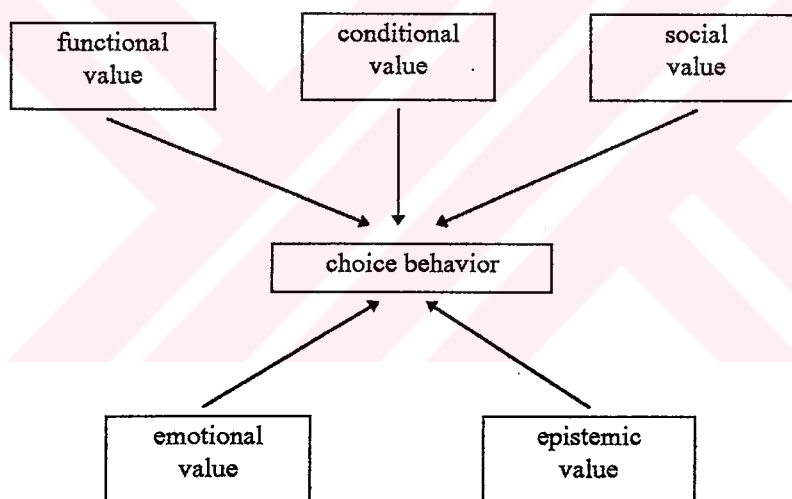 functional
value
conditional
value
social
value
choice behavior
emotional
value
epistemic
value